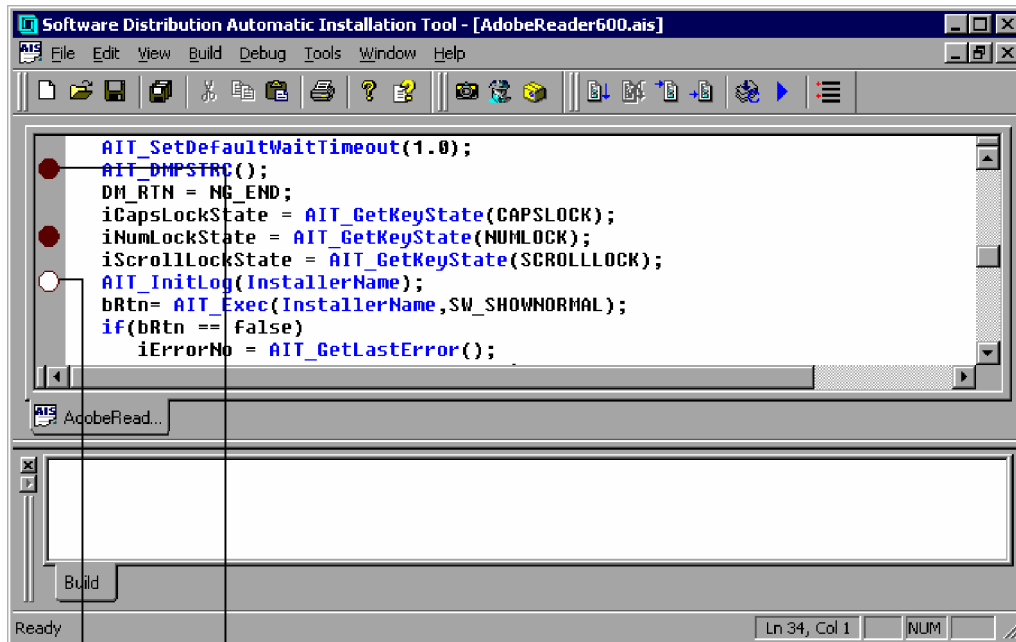 Software Distribution Automatic Installation Tool - [AdobeReader600.ais]
AIS File Edit View Build Debug Tools Window Help
AIT_SetDefaultWaitTimeout(1.0);
AIT_DMPSTRC();
DM_RTN = NG_END;
iCapsLockState = AIT_GetKeyState(CAPSLOCK);
iNumLockState = AIT_GetKeyState(NUMLOCK);
iScrollLockState = AIT_GetKeyState(SCROLLLOCK);
AIT_InitLog(InstallerName);
bRtn= AIT_Exec(InstallerName,SW_SHOWNORMAL);
if(bRtn == false)
iErrorNo = AIT_GetLastError();
AIS AdobeRead...
Build
Ready Ln 34, Col 1 NUM